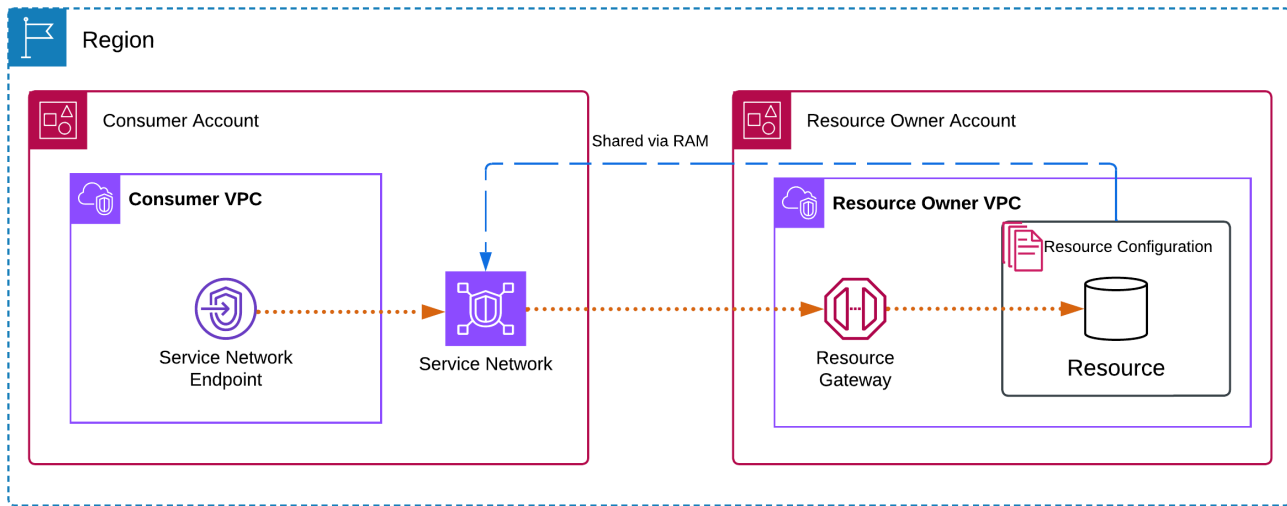 Region
Consumer Account
Shared via RAM
Resource Owner Account
Consumer VPC
Resource Owner VPC
Resource Configuration
Service Network
Endpoint
Service Network
Resource
Gateway
Resource